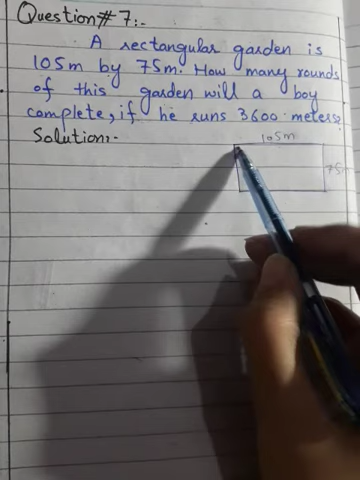 Question# 7:-
A rectangular garden is
105m by 75m. How many rounds
of this garden will a boy
complete, if he runs 3600 meters?
Solution:-
105m
75m